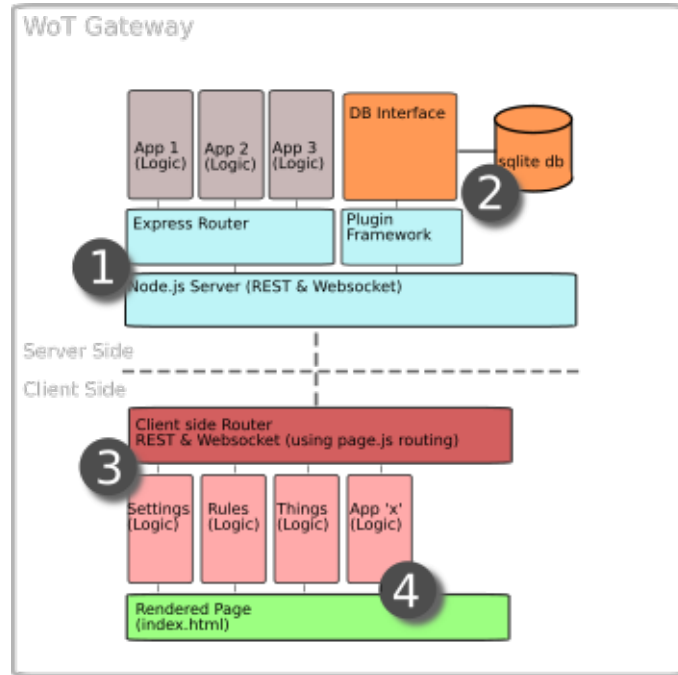 WoT Gateway
App 1
(Logic)
App 2
(Logic)
App 3
(Logic)
DB Interface
sqlite db
2
Express Router
Plugin
Framework
1
Node.js Server (REST & Websocket)
Server Side
Client Side
Client side Router
REST & Websocket (using page.js routing)
3
Settings
(Logic)
Rules
(Logic)
Things
(Logic)
App 'x'
(Logic)
4
Rendered Page
(index.html)